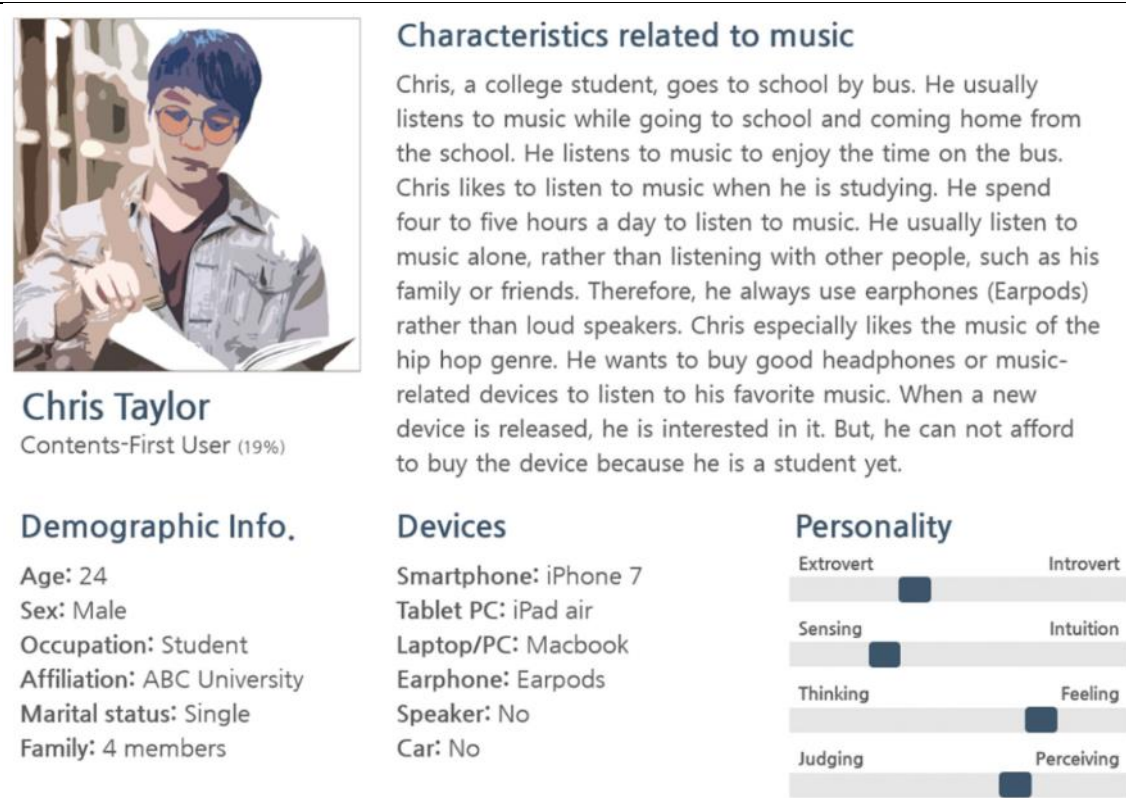 Characteristics related to music
Chris, a college student, goes to school by bus. He usually
listens to music while going to school and coming home from
the school. He listens to music to enjoy the time on the bus.
Chris likes to listen to music when he is studying. He spend
four to five hours a day to listen to music. He usually listen to
music alone, rather than listening with other people, such as his
family or friends. Therefore, he always use earphones (Earpods)
rather than loud speakers. Chris especially likes the music of the
hip hop genre. He wants to buy good headphones or music-
related devices to listen to his favorite music. When a new
device is released, he is interested in it. But, he can not afford
to buy the device because he is a student yet.
Chris Taylor
Contents-First User (19%)
Demographic Info.
Age: 24
Sex: Male
Occupation: Student
Affiliation: ABC University
Marital status: Single
Family: 4 members
Devices
Smartphone: iPhone 7
Tablet PC: iPad air
Laptop/PC: Macbook
Earphone: Earpods
Speaker: No
Car: No
Personality
Extrovert Introvert
Sensing Intuition
Thinking Feeling
Judging Perceiving